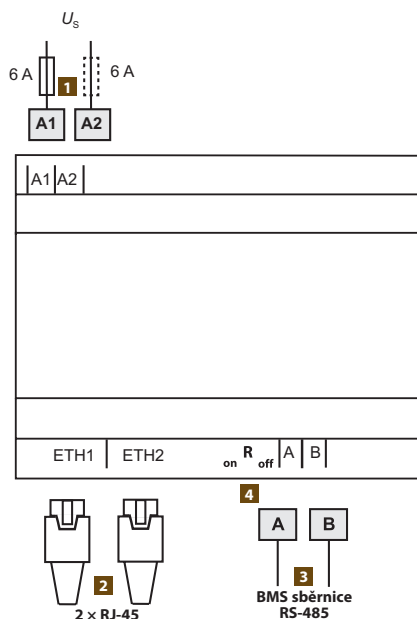 Us
6 A 1 6 A
A1 A2
A1 A2
ETH1 ETH2 on R off A B
4
A B
2 3
2 × RJ-45
BMS sběrnice
RS-485